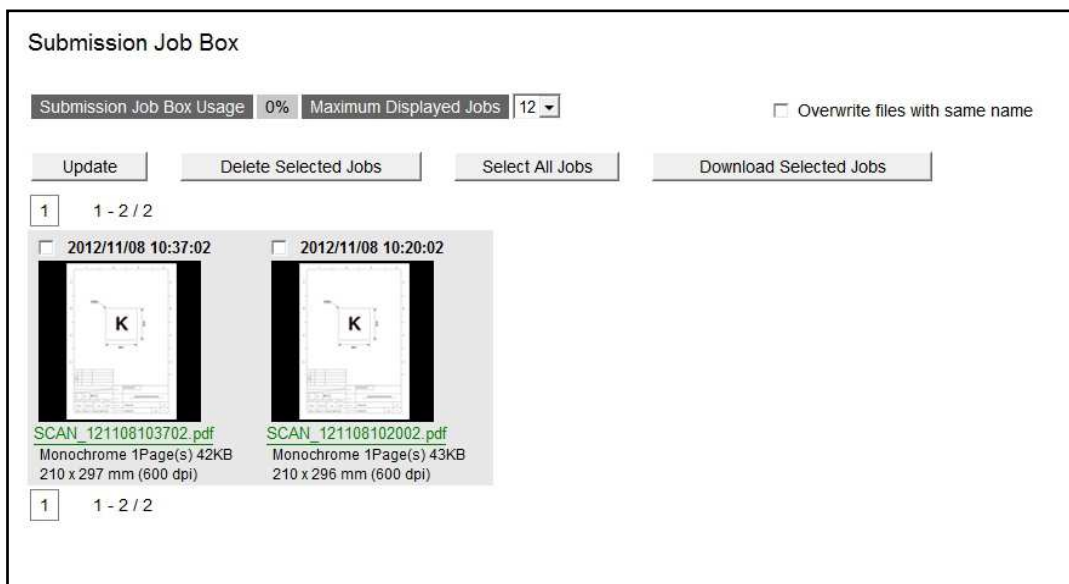 Submission Job Box
Submission Job Box Usage 0% Maximum Displayed Jobs 12 Overwrite files with same name
Update Delete Selected Jobs Select All Jobs Download Selected Jobs
1 1 - 2 / 2
2012/11/08 10:37:02 2012/11/08 10:20:02
K K
SCAN_121108103702.pdf SCAN_121108102002.pdf
Monochrome 1Page(s) 42KB Monochrome 1Page(s) 43KB
210 x 297 mm (600 dpi) 210 x 296 mm (600 dpi)
1 1 - 2 / 2